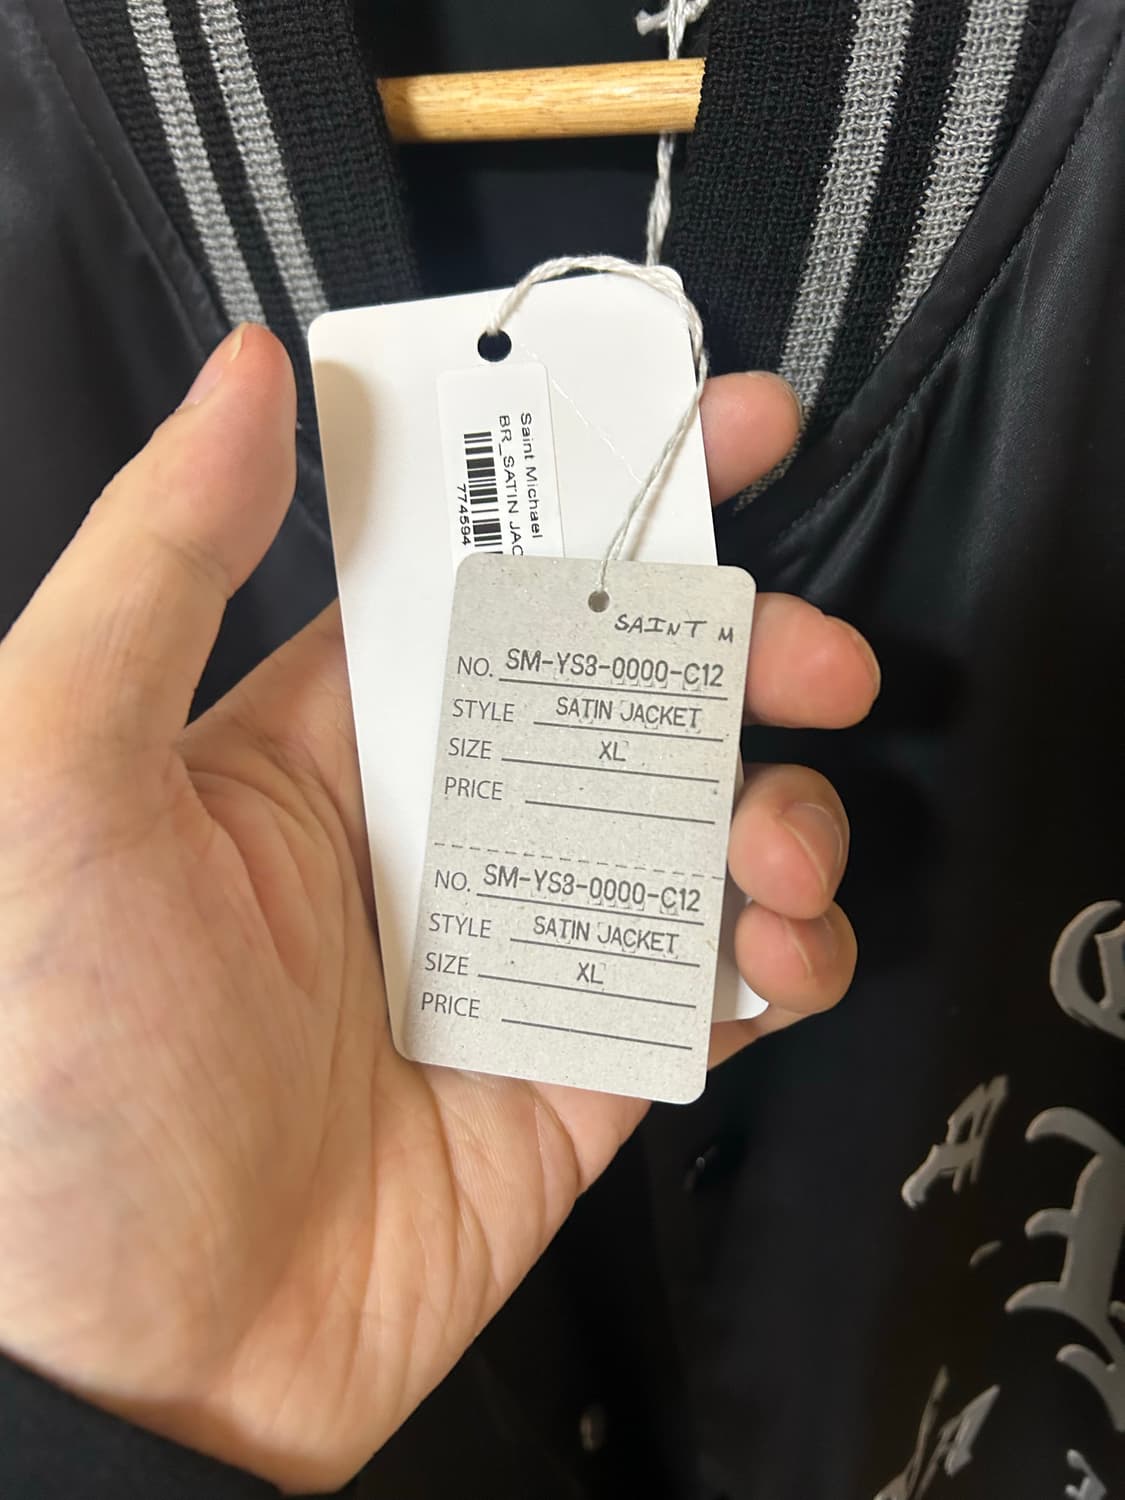 Saint Michael
BR_SATIN JAC
774594
SAINT M
NO. SM-YS3-0000-C12
STYLE SATIN JACKET
SIZE XL
PRICE
NO. SM-YS3-0000-C12
STYLE SATIN JACKET
SIZE XL
PRICE